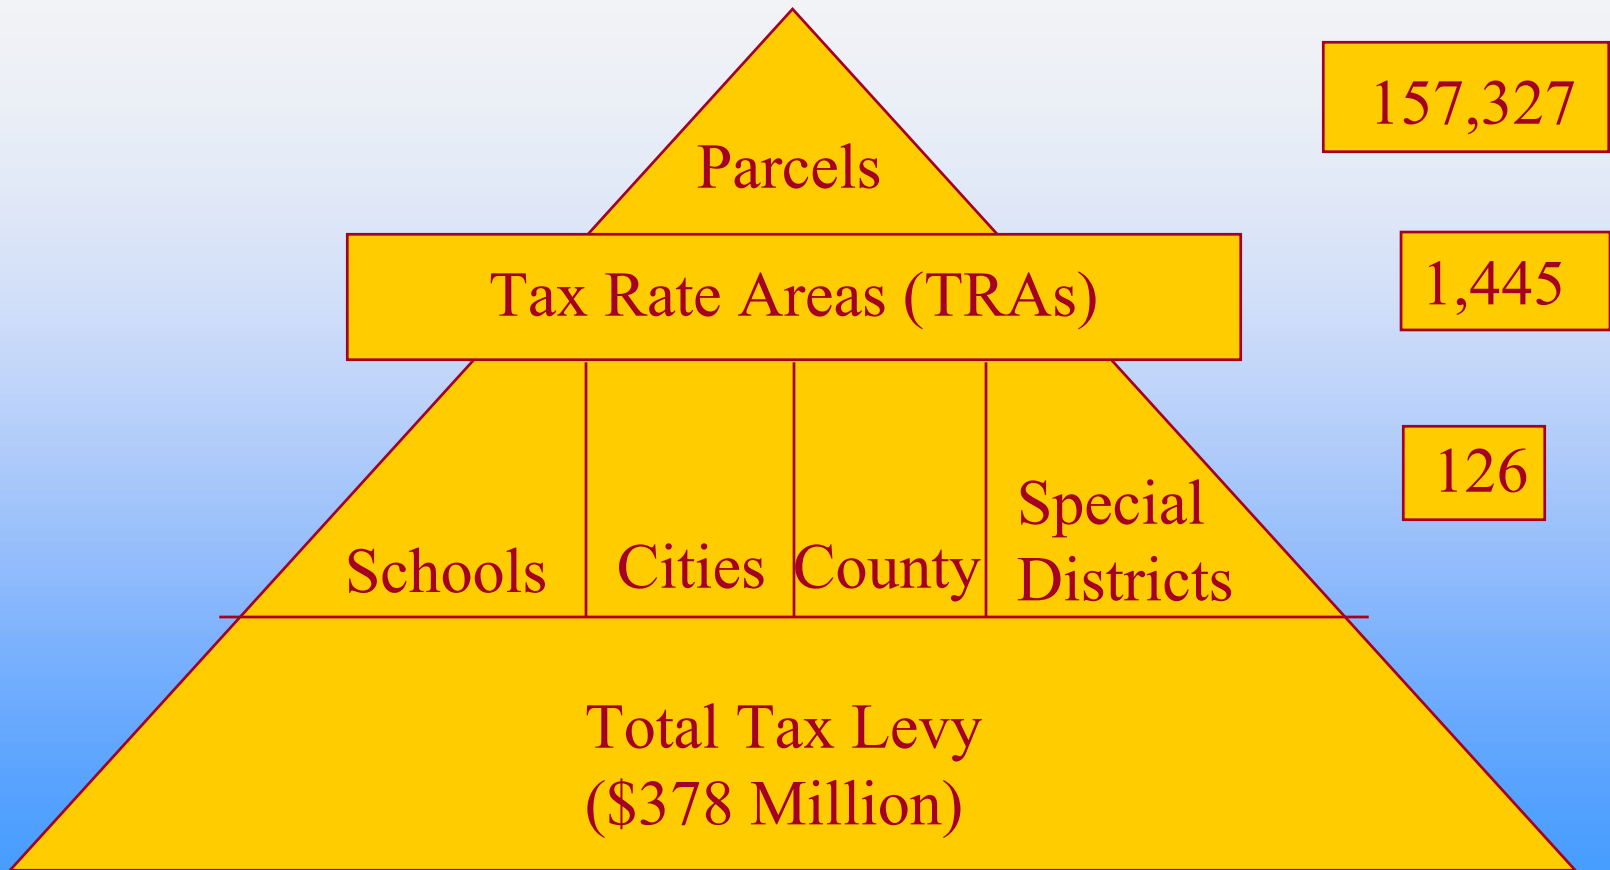 157,327
Parcels
Tax Rate Areas (TRAs)
1,445
126
Schools
Cities
County
Special
Districts
Total Tax Levy
($378 Million)